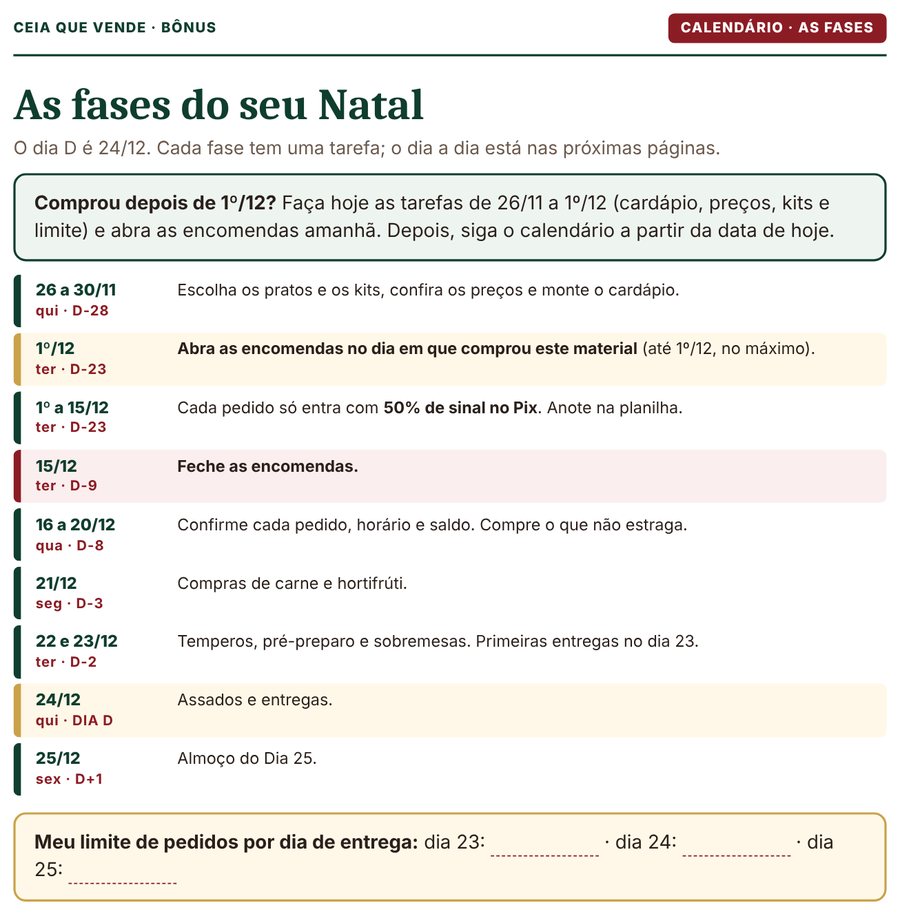 CEIA QUE VENDE · BÔNUS
CALENDÁRIO · AS FASES
As fases do seu Natal
O dia D é 24/12. Cada fase tem uma tarefa; o dia a dia está nas próximas páginas.
Comprou depois de 1º/12? Faça hoje as tarefas de 26/11 a 1º/12 (cardápio, preços, kits e
limite) e abra as encomendas amanhã. Depois, siga o calendário a partir da data de hoje.
26 a 30/11
qui · D-28
Escolha os pratos e os kits, confira os preços e monte o cardápio.
1º/12
ter · D-23
Abra as encomendas no dia em que comprou este material (até 1º/12, no máximo).
1º a 15/12
ter · D-23
Cada pedido só entra com 50% de sinal no Pix. Anote na planilha.
15/12
ter · D-9
Feche as encomendas.
16 a 20/12
qua · D-8
Confirme cada pedido, horário e saldo. Compre o que não estraga.
21/12
seg · D-3
Compras de carne e hortifrúti.
22 e 23/12
ter · D-2
Temperos, pré-preparo e sobremesas. Primeiras entregas no dia 23.
24/12
qui · DIA D
Assados e entregas.
25/12
sex · D+1
Almoço do Dia 25.
Meu limite de pedidos por dia de entrega: dia 23: · dia 24: · dia
25: